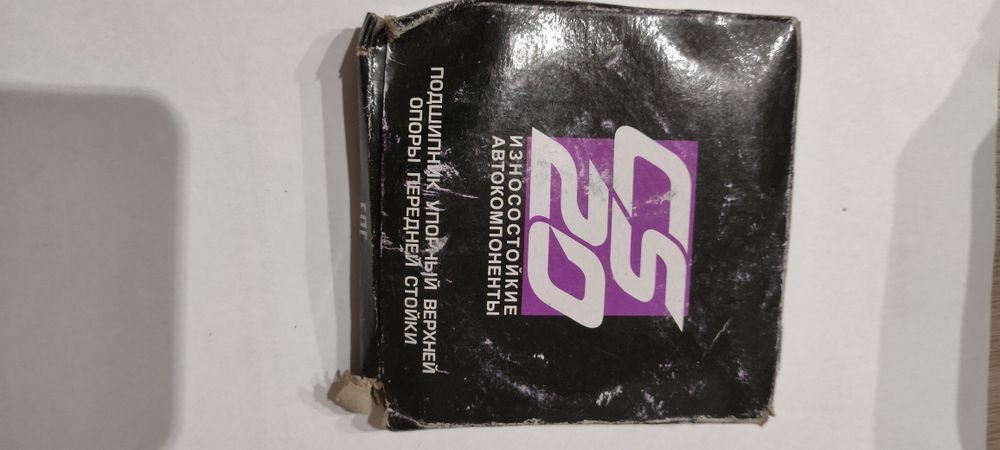 CS
20
ИЗНОСОСТОЙКИЕ
АВТОКОМПОНЕНТЫ
ПОДШИПНИК УПОРНЫЙ ВЕРХНЕЙ
ОПОРЫ ПЕРЕДНЕЙ СТОЙКИ